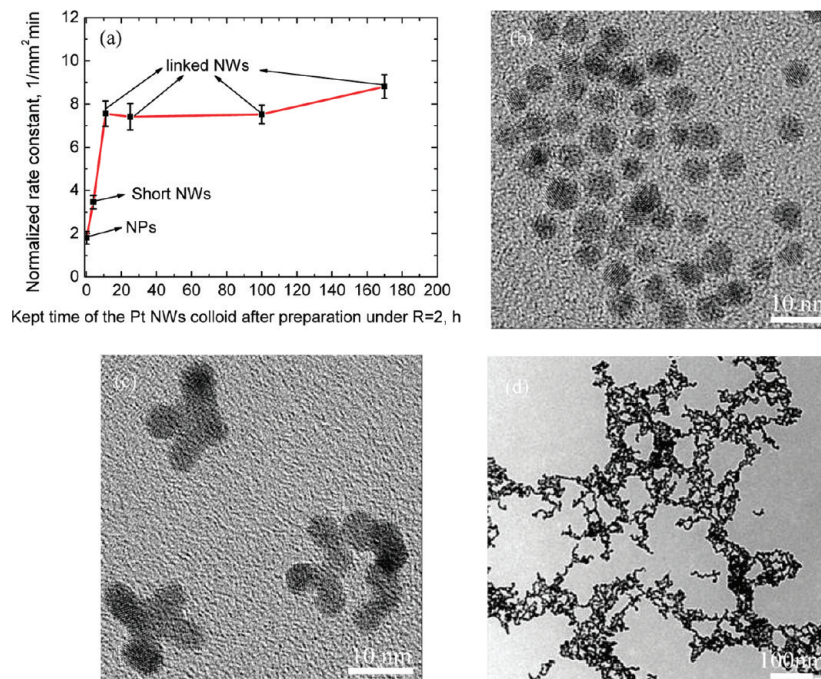 (a)
12
10
8
6
4
2
0
Normalized rate constant, 1/mm²min
linked NWs
Short NWs
NPs
0 20 40 60 80 100 120 140 160 180 200
Kept time of the Pt NWs colloid after preparation under R=2, h
(b)
10 nm
(c)
10 nm
(d)
100nm